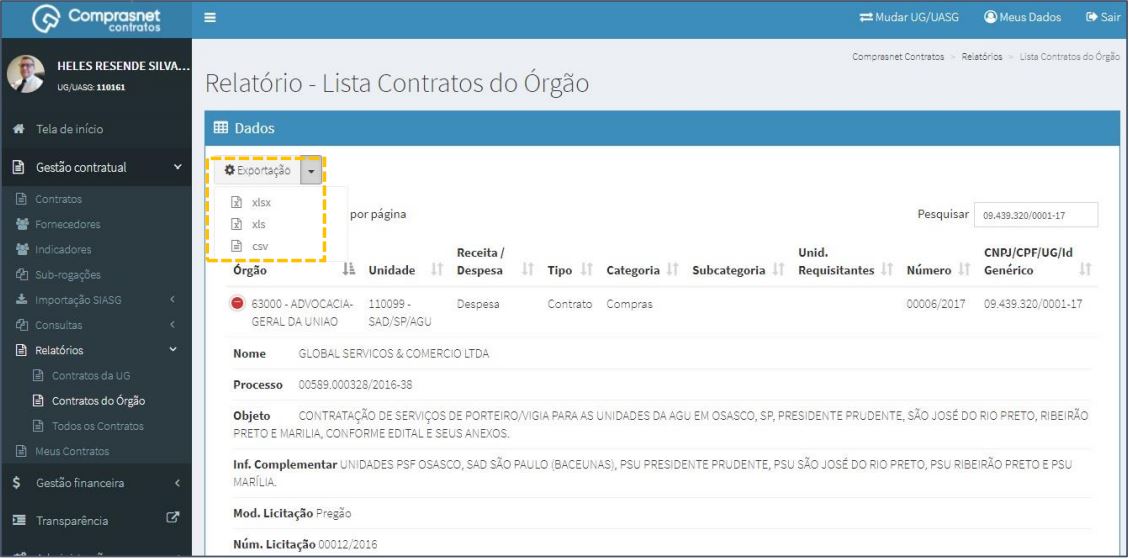 Comprasnet
contratos
Mudar UG/UASG
Meus Dados
Sair
HELES RESENDE SILVA...
UG/UASG: 110161
Tela de início
Gestão contratual
Contratos
Fornecedores
Indicadores
Sub-rogações
Importação SIASG
Consultas
Relatórios
Contratos da UG
Contratos do Órgão
Todos os Contratos
Meus Contratos
Gestão financeira
Transparência
Comprasnet Contratos > Relatórios > Lista Contratos do Órgão
Relatório - Lista Contratos do Órgão
Dados
Exportação
xlsx
xls
csv
por página
Pesquisar 09.439.320/0001-17
Órgão Unidade Receita / Despesa Tipo Categoria Subcategoria Unid. Requisitantes Número CNPJ/CPF/UG/Id Genérico
63000 - ADVOCACIA- 110099 - Despesa Contrato Compras 00006/2017 09.439.320/0001-17
GERAL DA UNIAO SAD/SP/AGU
Nome GLOBAL SERVICOS & COMERCIO LTDA
Processo 00589.000328/2016-38
Objeto CONTRATAÇÃO DE SERVIÇOS DE PORTEIRO/VIGIA PARA AS UNIDADES DA AGU EM OSASCO, SP, PRESIDENTE PRUDENTE, SÃO JOSÉ DO RIO PRETO, RIBEIRÃO
PRETO E MARILIA, CONFORME EDITAL E SEUS ANEXOS.
Inf. Complementar UNIDADES PSF OSASCO, SAD SÃO PAULO (BACEUNAS), PSU PRESIDENTE PRUDENTE, PSU SÃO JOSÉ DO RIO PRETO, PSU RIBEIRÃO PRETO E PSU
MARÍLIA.
Mod. Licitação Pregão
Núm. Licitação 00012/2016